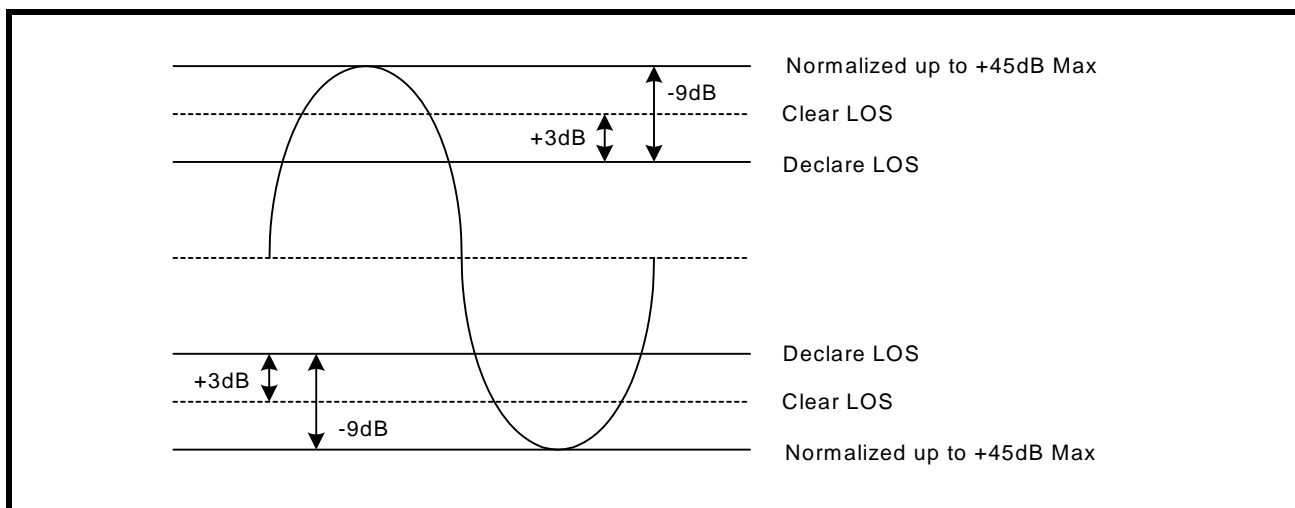 Normalized up to +45dB Max
-9dB
Clear LOS
+3dB
Declare LOS
Declare LOS
+3dB
Clear LOS
-9dB
Normalized up to +45dB Max